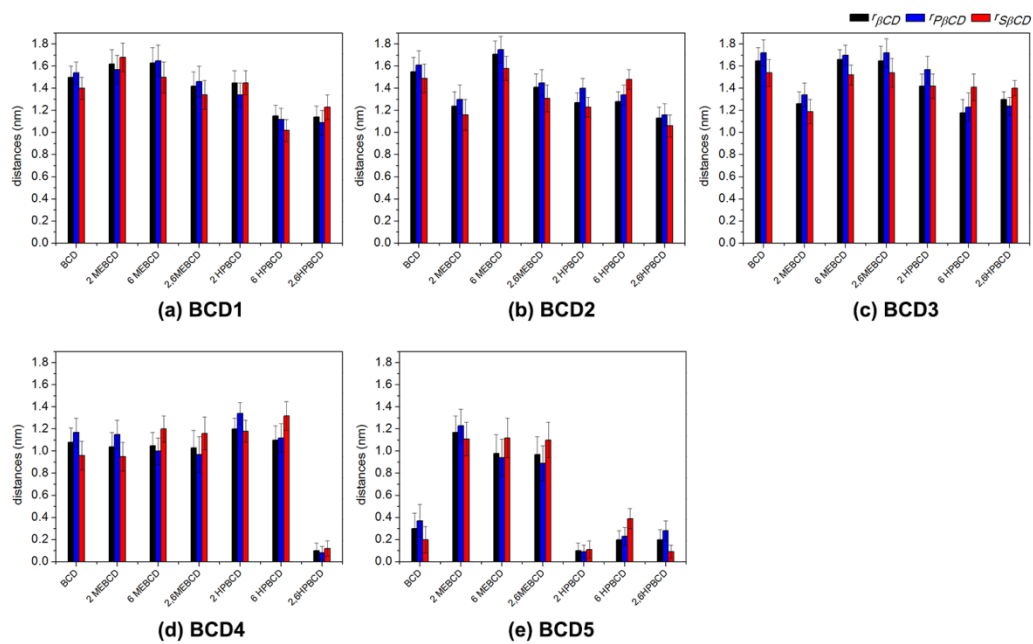 rβCD rPβCD rSβCD
distances (nm)
1.8
1.6
1.4
1.2
1.0
0.8
0.6
0.4
0.2
0.0
BCD
2 MEBCD
6 MEBCD
2,6MEBCD
2 HPBCD
6 HPBCD
2,6HPBCD
(a) BCD1
distances (nm)
1.8
1.6
1.4
1.2
1.0
0.8
0.6
0.4
0.2
0.0
BCD
2 MEBCD
6 MEBCD
2,6MEBCD
2 HPBCD
6 HPBCD
2,6HPBCD
(b) BCD2
distances (nm)
1.8
1.6
1.4
1.2
1.0
0.8
0.6
0.4
0.2
0.0
BCD
2 MEBCD
6 MEBCD
2,6MEBCD
2 HPBCD
6 HPBCD
2,6HPBCD
(c) BCD3
distances (nm)
1.8
1.6
1.4
1.2
1.0
0.8
0.6
0.4
0.2
0.0
BCD
2 MEBCD
6 MEBCD
2,6MEBCD
2 HPBCD
6 HPBCD
2,6HPBCD
(d) BCD4
distances (nm)
1.8
1.6
1.4
1.2
1.0
0.8
0.6
0.4
0.2
0.0
BCD
2 MEBCD
6 MEBCD
2,6MEBCD
2 HPBCD
6 HPBCD
2,6HPBCD
(e) BCD5